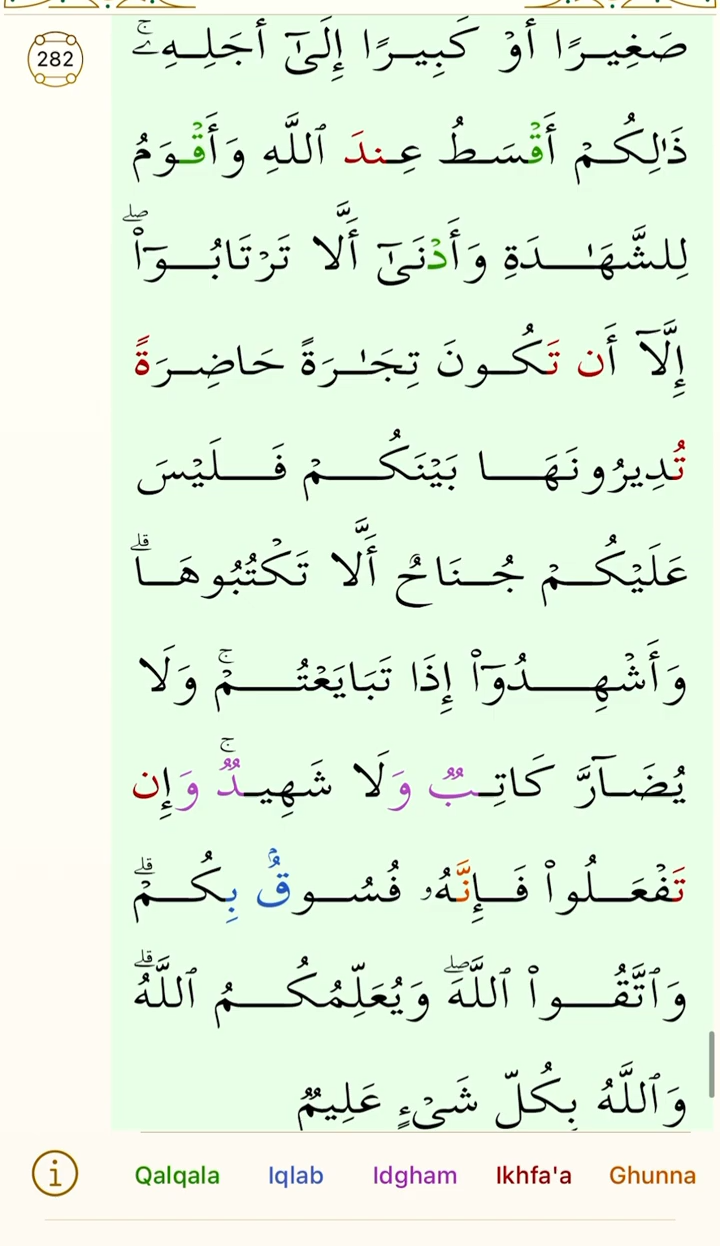 282
صَغِيرًا أَوْ كَبِيرًا إِلَىٰٓ أَجَلِهِۦۚ
ذَٰلِكُمْ أَقْسَطُ عِندَ ٱللَّهِ وَأَقْوَمُ
لِلشَّهَـٰدَةِ وَأَدْنَىٰٓ أَلَّا تَرْتَابُوٓا۟ۖ
إِلَّآ أَن تَكُونَ تِجَـٰرَةً حَاضِرَةً
تُدِيرُونَهَا بَيْنَكُمْ فَلَيْسَ
عَلَيْكُمْ جُنَاحٌ أَلَّا تَكْتُبُوهَاۗ
وَأَشْهِدُوٓا۟ إِذَا تَبَايَعْتُمْۚ وَلَا
يُضَآرَّ كَاتِبٌ وَلَا شَهِيدٌۚ وَإِن
تَفْعَلُوا۟ فَإِنَّهُۥ فُسُوقٌۢ بِكُمْۗ
وَٱتَّقُوا۟ ٱللَّهَۖ وَيُعَلِّمُكُمُ ٱللَّهُۗ
وَٱللَّهُ بِكُلِّ شَىْءٍ عَلِيمٌ
i Qalqala Iqlab Idgham Ikhfa'a Ghunna